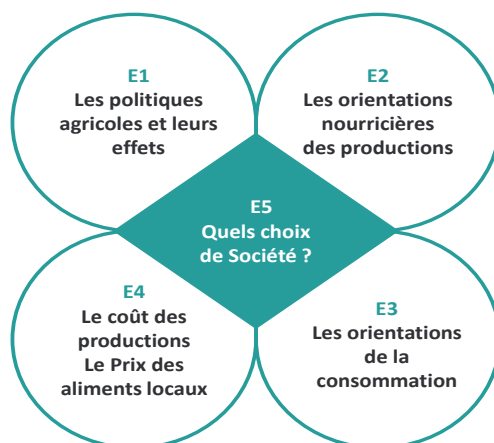 E1
Les politiques
agricoles et leurs
effets
E2
Les orientations
nourricières
des productions
E5
Quels choix
de Société ?
E4
Le coût des
productions
Le Prix des
aliments locaux
E3
Les orientations
de la
consommation